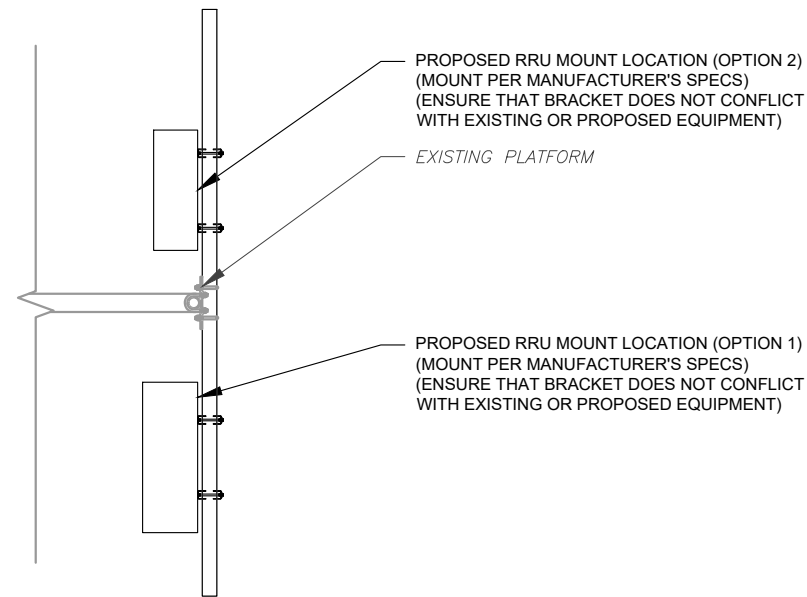 PROPOSED RRU MOUNT LOCATION (OPTION 2)
(MOUNT PER MANUFACTURER'S SPECS)
(ENSURE THAT BRACKET DOES NOT CONFLICT
WITH EXISTING OR PROPOSED EQUIPMENT)
EXISTING PLATFORM
PROPOSED RRU MOUNT LOCATION (OPTION 1)
(MOUNT PER MANUFACTURER'S SPECS)
(ENSURE THAT BRACKET DOES NOT CONFLICT
WITH EXISTING OR PROPOSED EQUIPMENT)